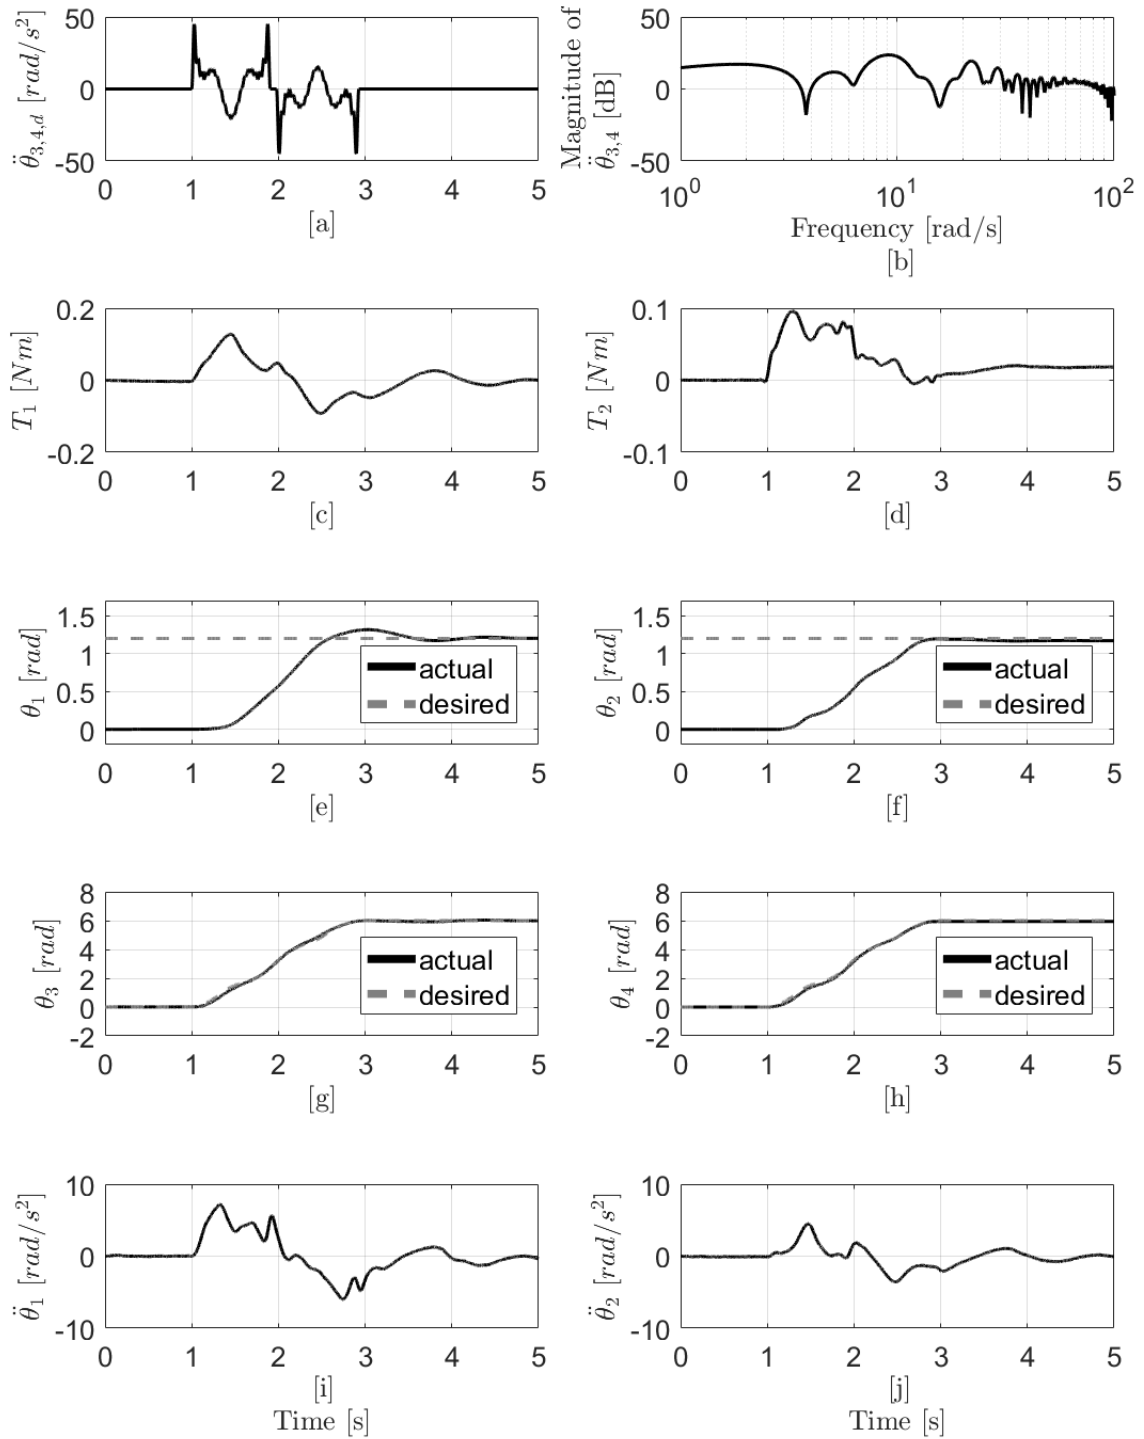 θ̈3,4,d [rad/s²]
50
0
-50
0 1 2 3 4 5
[a]
Magnitude of
θ̈3,4 [dB]
50
0
-50
10⁰ 10¹ 10²
Frequency [rad/s]
[b]
T1 [Nm]
0.2
0
-0.2
0 1 2 3 4 5
[c]
T2 [Nm]
0.1
0
-0.1
0 1 2 3 4 5
[d]
θ1 [rad]
1.5
1
0.5
0
actual
desired
0 1 2 3 4 5
[e]
θ2 [rad]
1.5
1
0.5
0
actual
desired
0 1 2 3 4 5
[f]
θ3 [rad]
8
6
4
2
0
-2
actual
desired
0 1 2 3 4 5
[g]
θ4 [rad]
8
6
4
2
0
-2
actual
desired
0 1 2 3 4 5
[h]
θ̈1 [rad/s²]
10
0
-10
0 1 2 3 4 5
[i]
Time [s]
θ̈2 [rad/s²]
10
0
-10
0 1 2 3 4 5
[j]
Time [s]